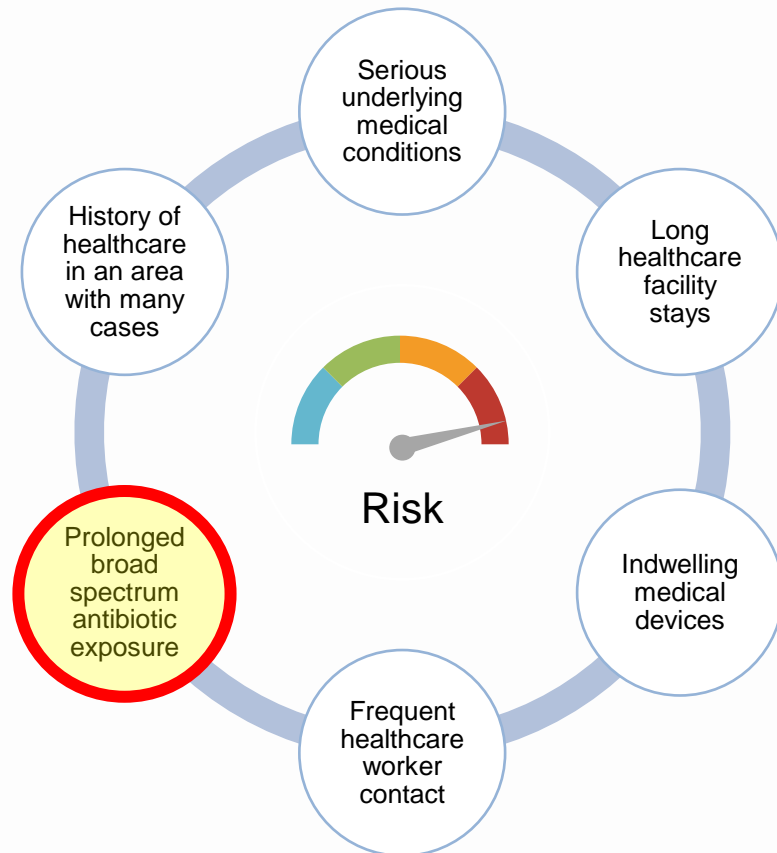 Serious
underlying
medical
conditions
Long
healthcare
facility
stays
Indwelling
medical
devices
Frequent
healthcare
worker
contact
Prolonged
broad
spectrum
antibiotic
exposure
History of
healthcare
in an area
with many
cases
Risk